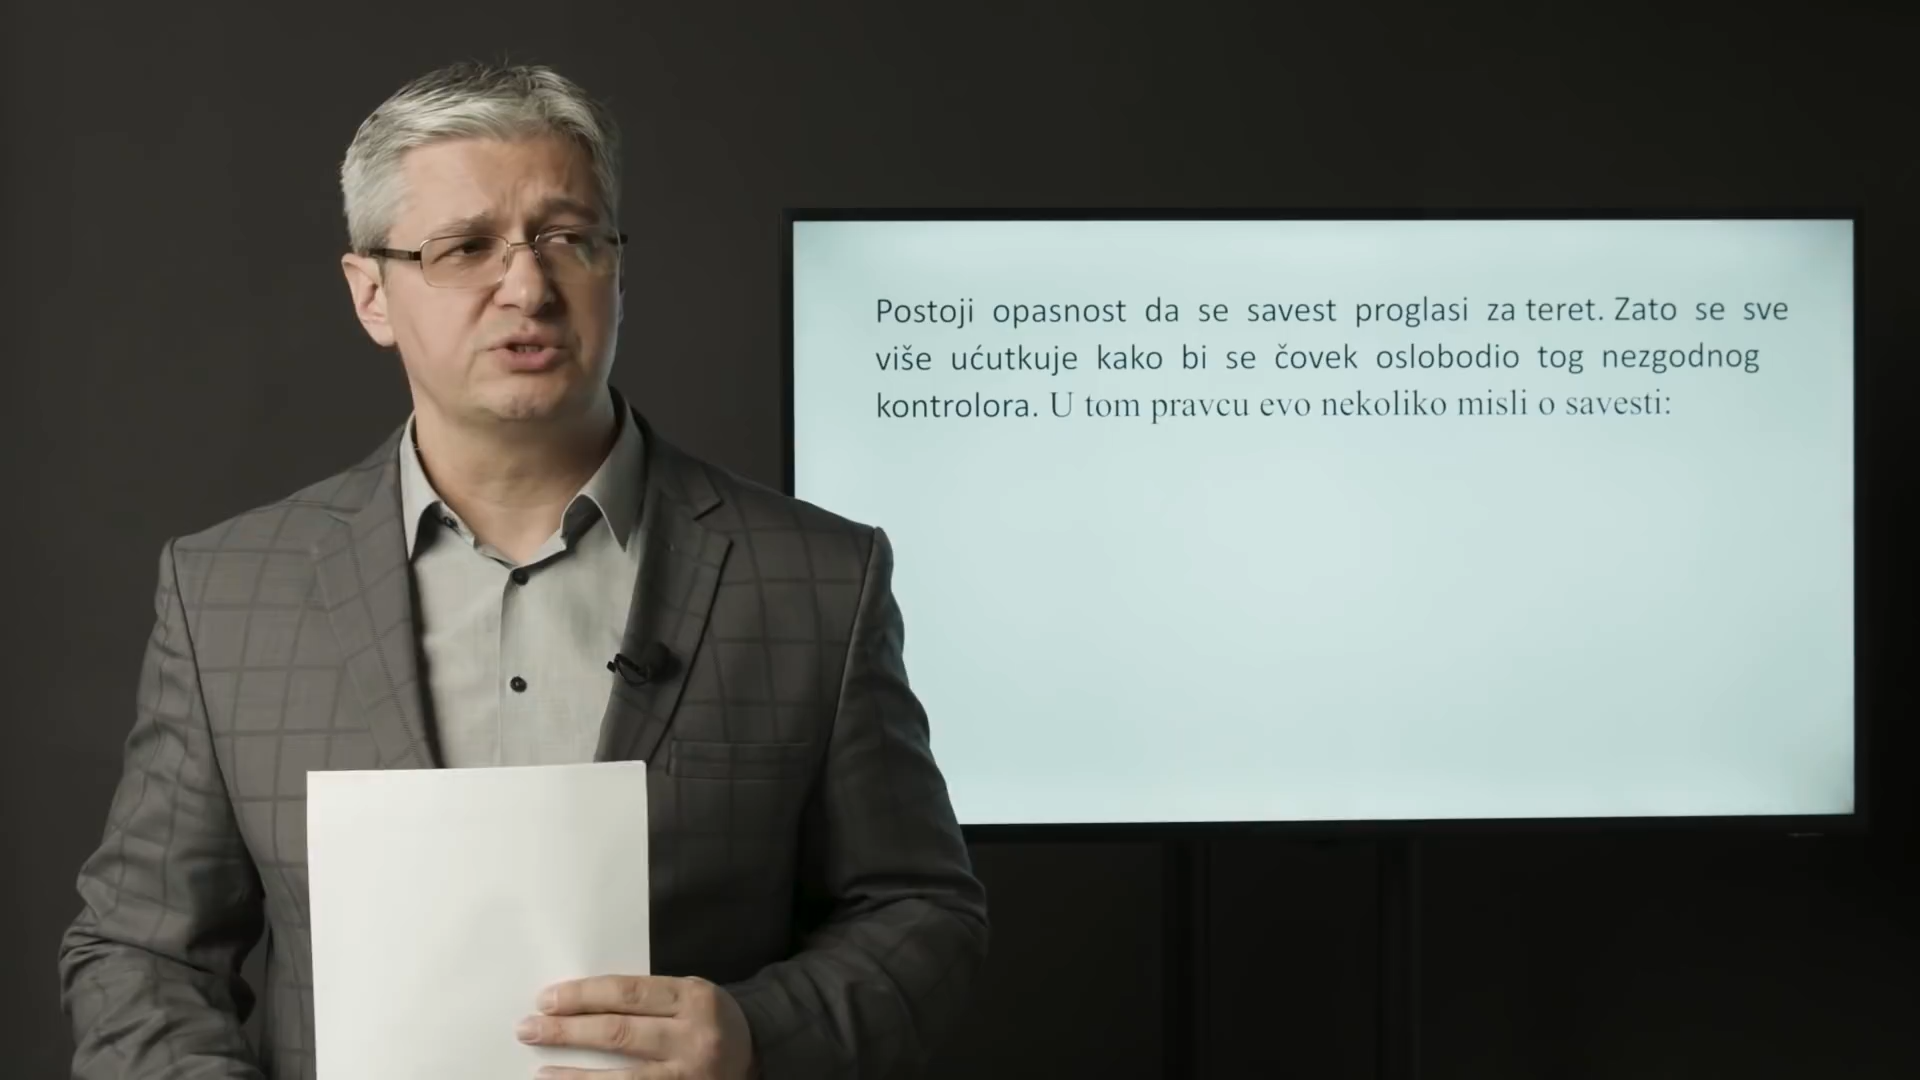 Postoji opasnost da se savest proglasi za teret. Zato se sve
više ućutkuje kako bi se čovek oslobodio tog nezgodnog
kontrolora. U tom pravcu evo nekoliko misli o savesti: